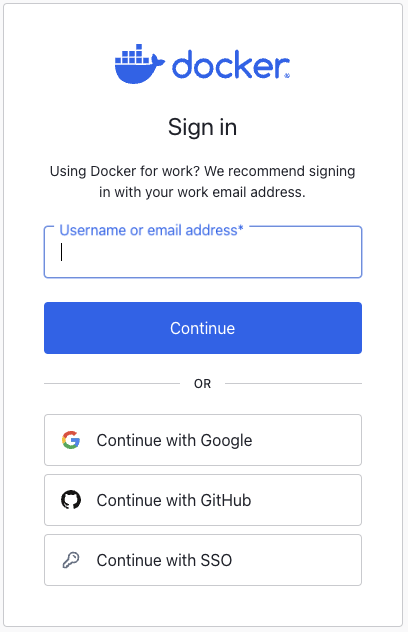 docker
Sign in
Using Docker for work? We recommend signing
in with your work email address.
Username or email address*
Continue
OR
Continue with Google
Continue with GitHub
Continue with SSO